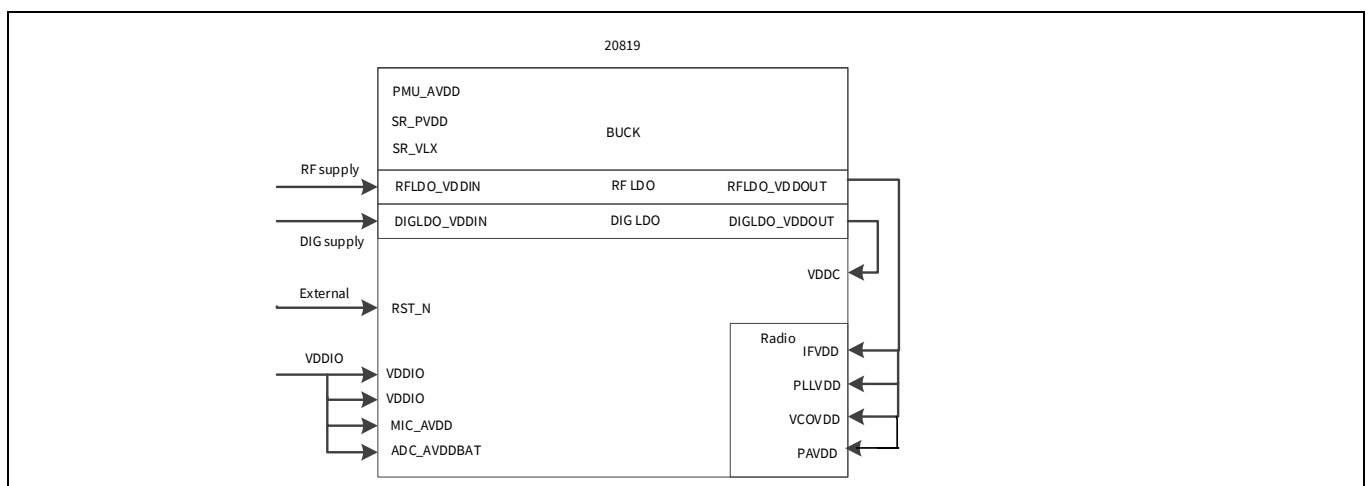 20819
PMU_AVDD
SR_PVDD
BUCK
SR_VLX
RF supply
RFLDO_VDDIN RF LDO RFLDO_VDDOUT
DIGLDO_VDDIN DIG LDO DIGLDO_VDDOUT
DIG supply
VDDC
External
RST_N
Radio
IFVDD
VDDIO
VDDIO
PLLVDD
VDDIO
VCOVDD
MIC_AVDD
ADC_AVDDBAT
PAVDD